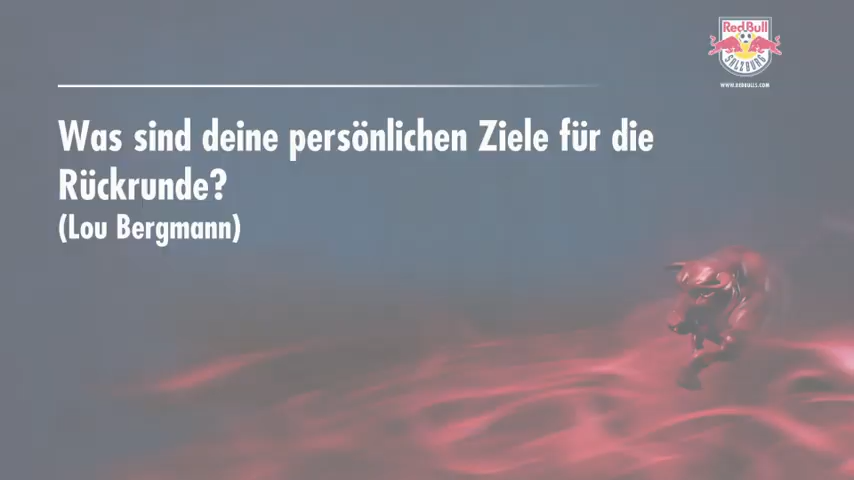 Red Bull
SALZBURG
WWW.REDBULLS.COM
Was sind deine persönlichen Ziele für die
Rückrunde?
(Lou Bergmann)